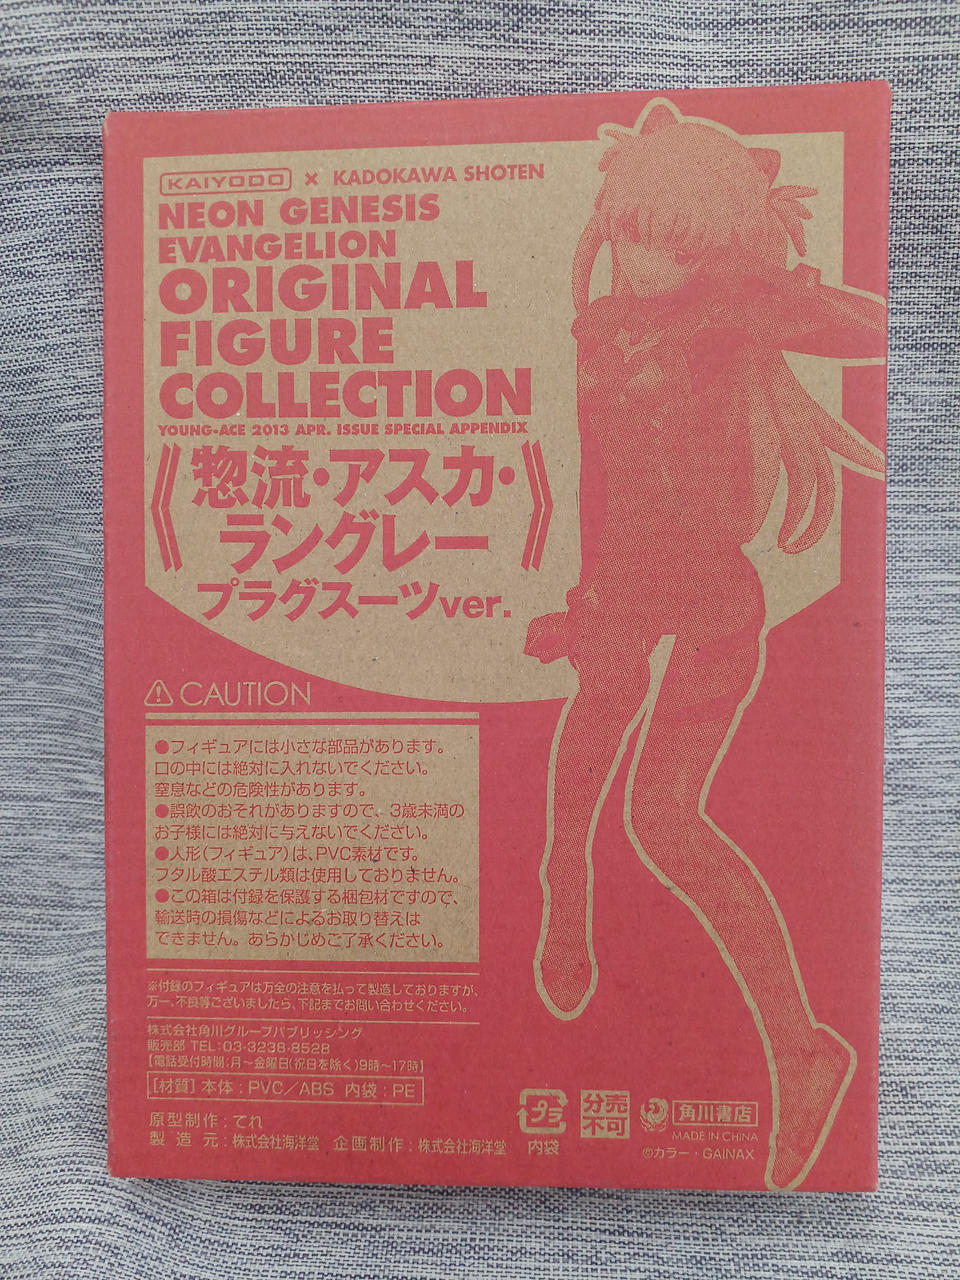 KAIYODO × KADOKAWA SHOTEN
NEON GENESIS
EVANGELION
ORIGINAL
FIGURE
COLLECTION
YOUNG-ACE 2013 APR. ISSUE SPECIAL APPENDIX
《惣流・アスカ・
ラングレー》
プラグスーツver.
CAUTION
●フィギュアには小さな部品があります。
口の中には絶対に入れないでください。
窒息などの危険性があります。
●誤飲のおそれがありますので、3歳未満の
お子様には絶対に与えないでください。
●人形(フィギュア)は、PVC素材です。
フタル酸エステル類は使用しておりません。
●この箱は付録を保護する梱包材ですので、
輸送時の損傷などによるお取り替えは
できません。あらかじめご了承ください。
※付録のフィギュアは万全の注意を払って製造しておりますが、
万一、不良等ございましたら、下記までお問い合わせください。
株式会社角川グループパブリッシング
販売部 TEL:03-3238-8528
【電話受付時間:月〜金曜日(祝日を除く)9時〜17時】
[材質] 本体:PVC/ABS 内袋:PE
原型制作:てれ
製造元:株式会社海洋堂 企画制作:株式会社海洋堂
プラ
内袋
分売
不可
角川書店
MADE IN CHINA
©カラー・GAINAX